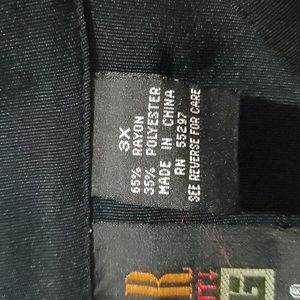 3X
65% RAYON
35% POLYESTER
MADE IN CHINA
RN 55297
SEE REVERSE FOR CARE